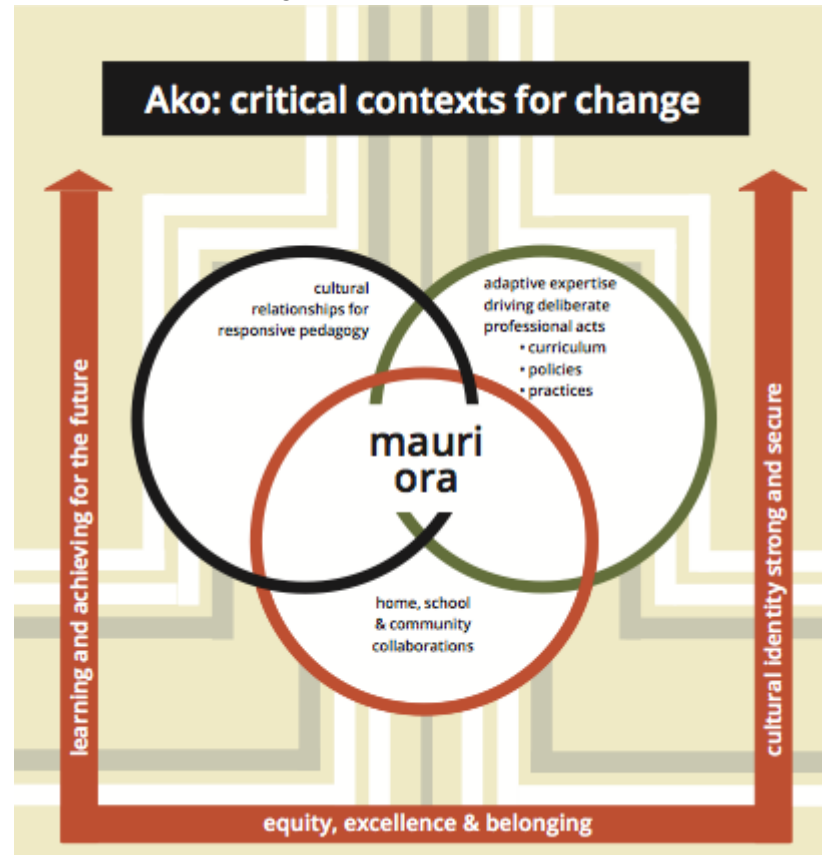 Ako: critical contexts for change
cultural
relationships for
responsive pedagogy
adaptive expertise
driving deliberate
professional acts
• curriculum
• policies
• practices
mauri
ora
home, school
& community
collaborations
learning and achieving for the future
cultural identity strong and secure
equity, excellence & belonging